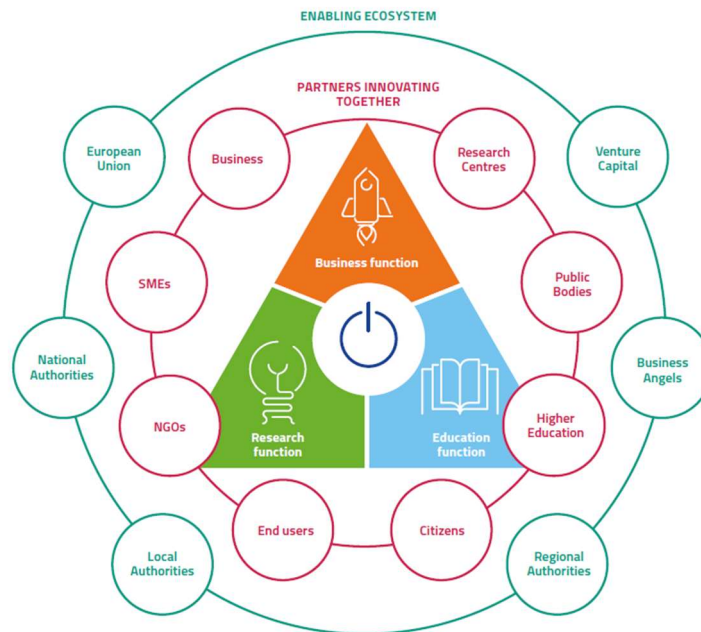 ENABLING ECOSYSTEM
PARTNERS INNOVATING
TOGETHER
European
Union
Business
Research
Centres
Venture
Capital
Business function
SMEs
Public
Bodies
National
Authorities
Business
Angels
NGOs
Research
function
Education
function
Higher
Education
End users
Citizens
Local
Authorities
Regional
Authorities